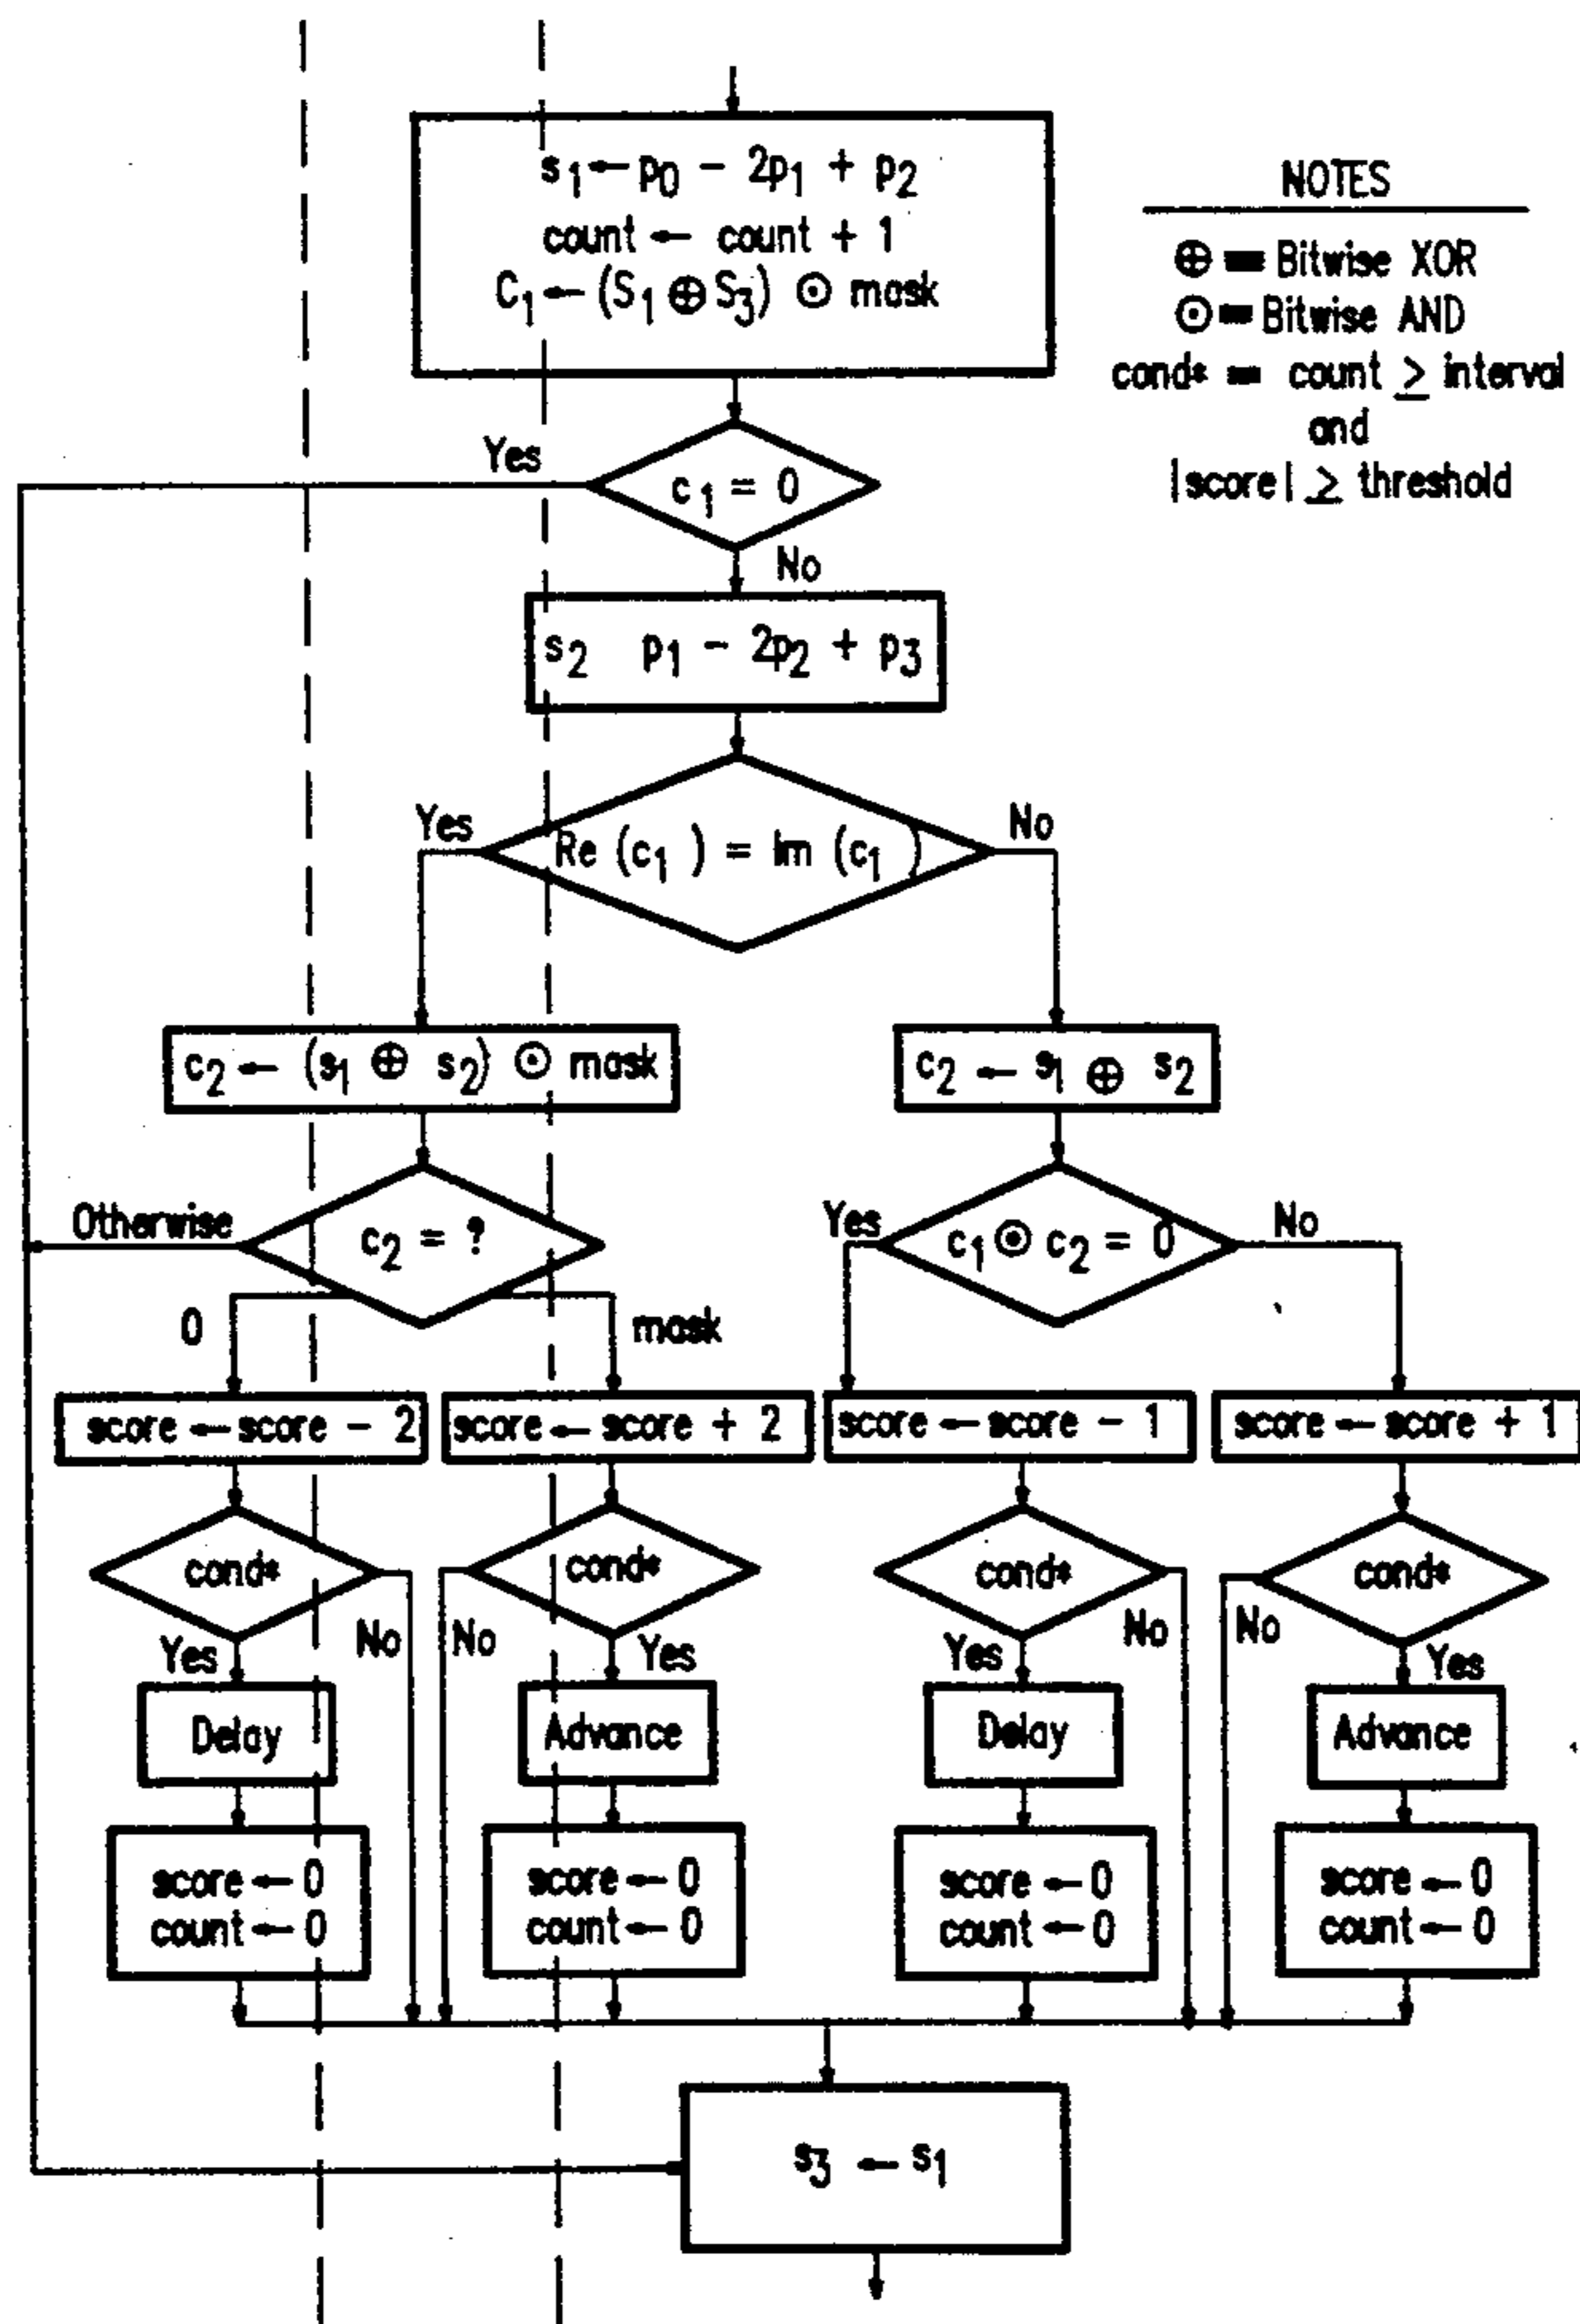 s₁ ← p₀ - 2p₁ + p₂
count ← count + 1
C₁ ← (S₁ ⊕ S₃) ⊙ mask
NOTES
⊕ = Bitwise XOR
⊙ = Bitwise AND
cond* = count ≥ interval
and
|score| ≥ threshold
Yes
c₁ = 0
No
s₂ p₁ - 2p₂ + p₃
Yes
Re (c₁ ) = Im (c₁ )
No
c₂ ← (s₁ ⊕ s₂) ⊙ mask
c₂ ← s₁ ⊕ s₂
Otherwise
c₂ = ?
Yes
c₁ ⊙ c₂ = 0
No
0
mask
score ← score - 2
score ← score + 2
score ← score - 1
score ← score + 1
cond*
cond*
cond*
cond*
Yes
No
No
Yes
Yes
No
No
Yes
Delay
Advance
Delay
Advance
score ← 0
count ← 0
score ← 0
count ← 0
score ← 0
count ← 0
score ← 0
count ← 0
s₃ ← s₁